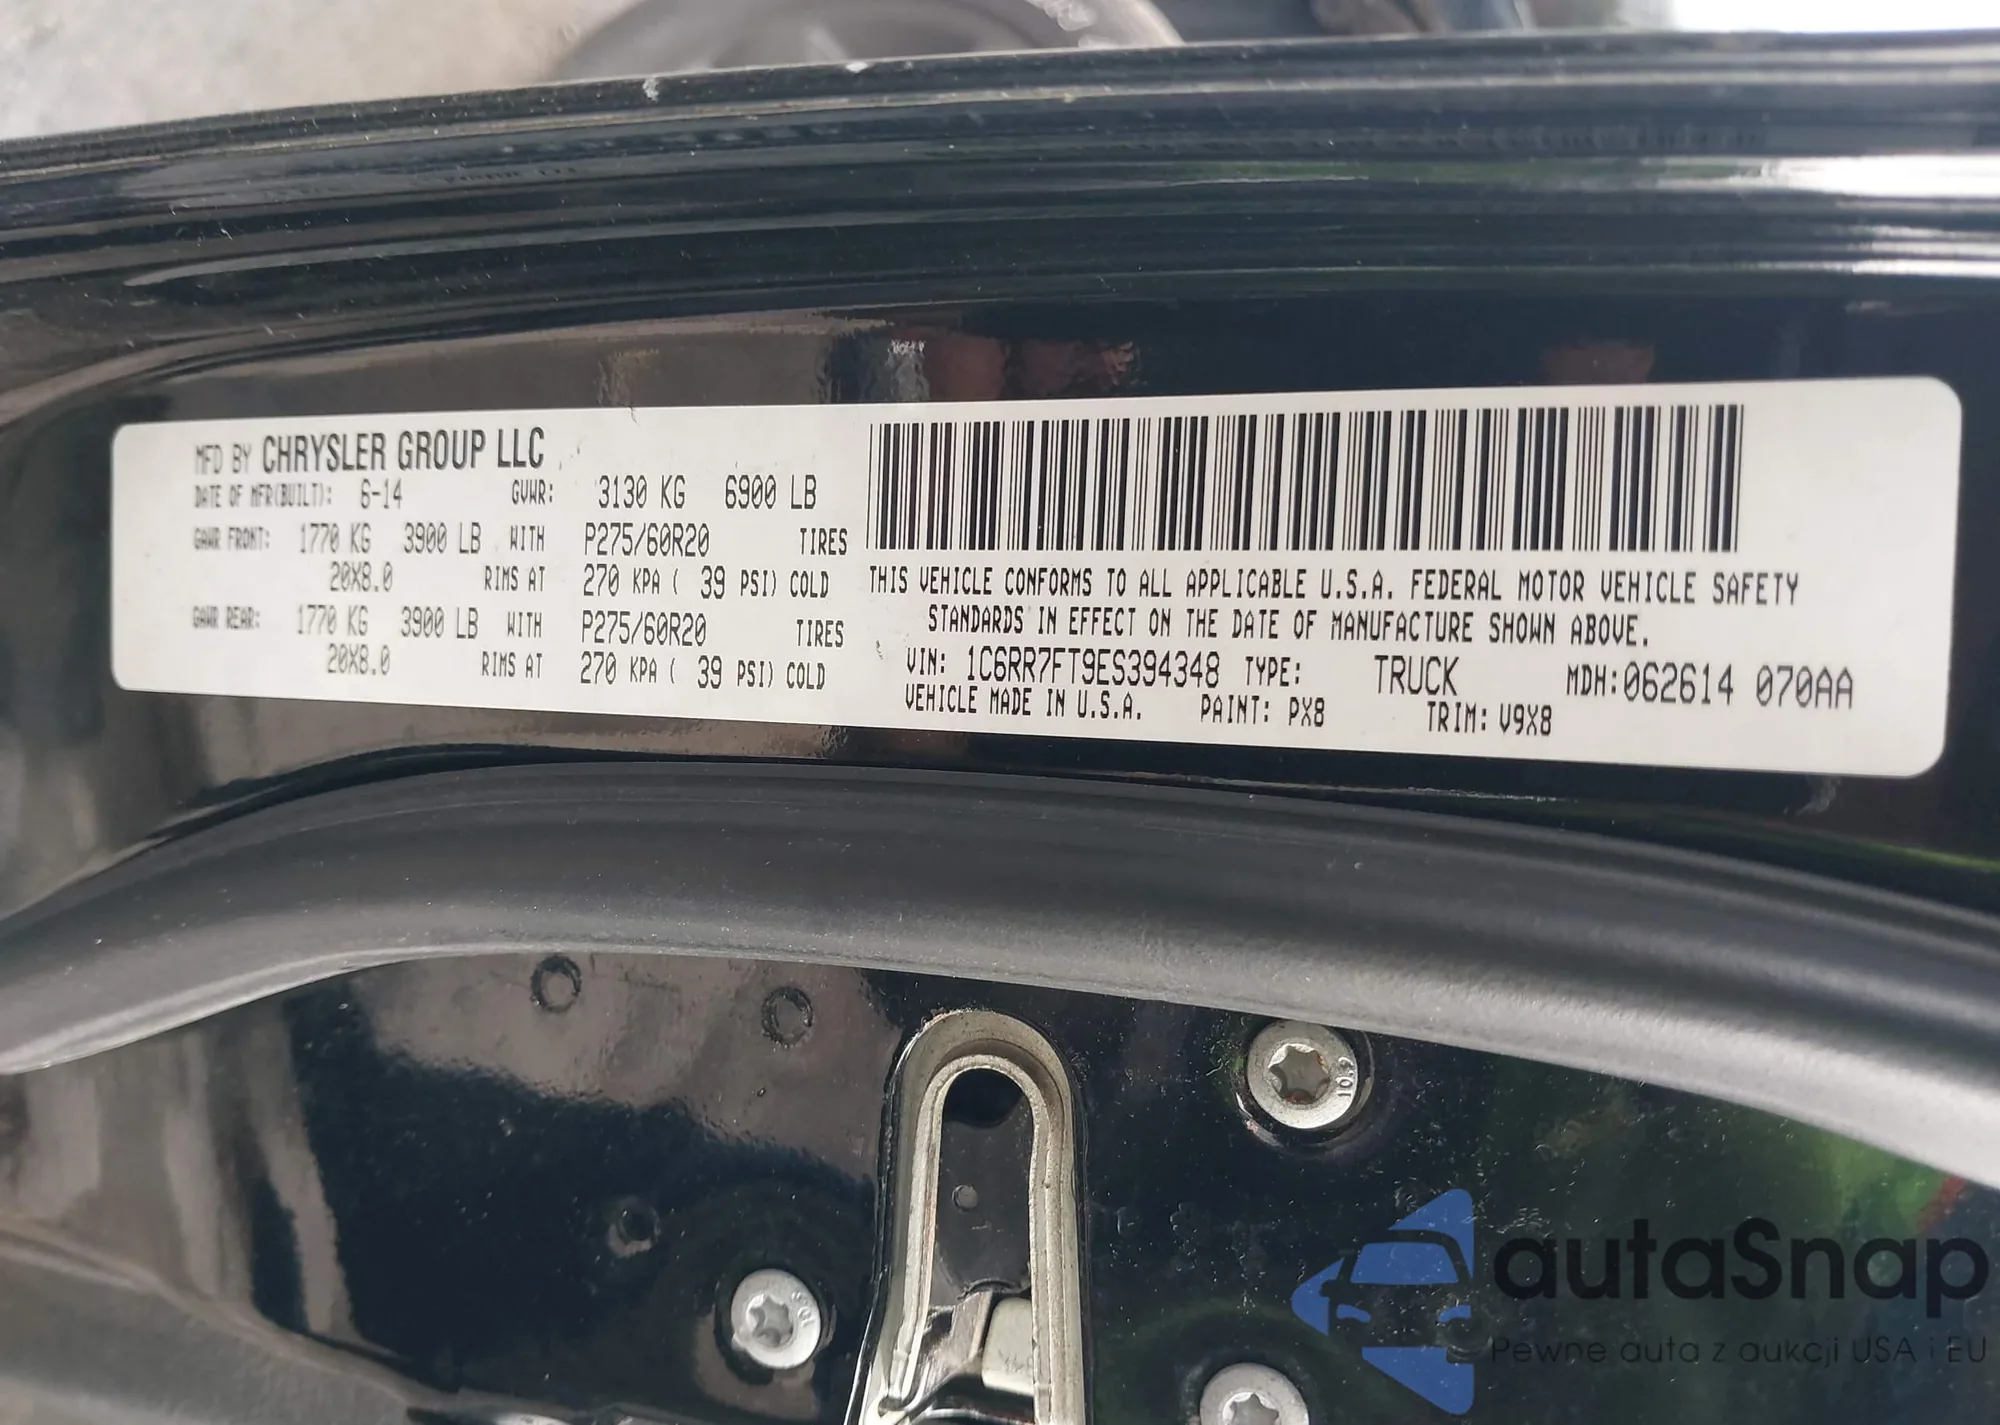 MFD BY CHRYSLER GROUP LLC
DATE OF MFR(BUILT): 6-14 GVWR: 3130 KG 6900 LB
GAWR FRONT: 1770 KG 3900 LB WITH P275/60R20 TIRES
20X8.0 RIMS AT 270 KPA ( 39 PSI) COLD
GAWR REAR: 1770 KG 3900 LB WITH P275/60R20 TIRES
20X8.0 RIMS AT 270 KPA ( 39 PSI) COLD
THIS VEHICLE CONFORMS TO ALL APPLICABLE U.S.A. FEDERAL MOTOR VEHICLE SAFETY
STANDARDS IN EFFECT ON THE DATE OF MANUFACTURE SHOWN ABOVE.
VIN: 1C6RR7FT9ES394348 TYPE: TRUCK MDH:062614 070AA
VEHICLE MADE IN U.S.A. PAINT: PX8 TRIM: V9X8
10.9
autaSnap
Pewne auta z aukcji USA i EU